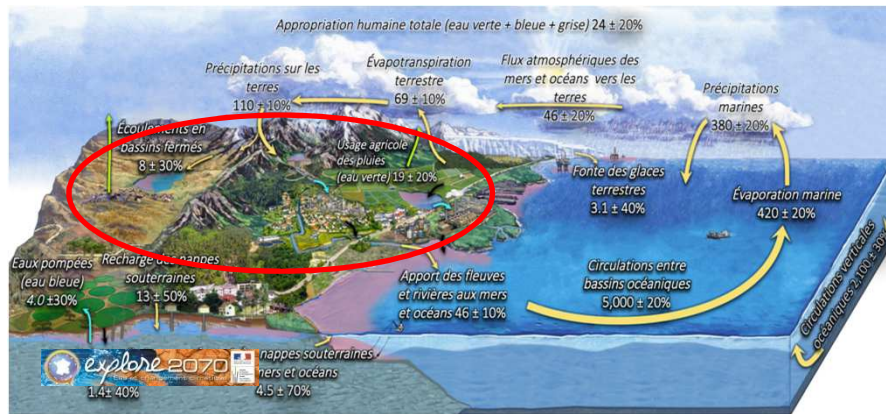 Appropriation humaine totale (eau verte + bleue + grise) 24 ± 20%
Précipitations sur les
terres
110 ± 10%
Évapotranspiration
terrestre
69 ± 10%
Flux atmosphériques des
mers et océans vers les
terres
46 ± 20%
Précipitations
marines
380 ± 20%
Écoulements en
bassins fermés
8 ± 30%
Usage agricole
des pluies
(eau verte) 19 ± 20%
Fonte des glaces
terrestres
3.1 ± 40%
Évaporation marine
420 ± 20%
Eaux pompées
(eau bleue)
4.0 ±30%
Recharge des nappes
souterraines
13 ± 50%
Apport des fleuves
et rivières aux mers
et océans 46 ± 10%
Circulations entre
bassins océaniques
5,000 ± 20%
Circulations verticales
océaniques 2,100 ± 30%
explore 2070
1.4± 40%
nappes souterraines
mers et océans
4.5 ± 70%